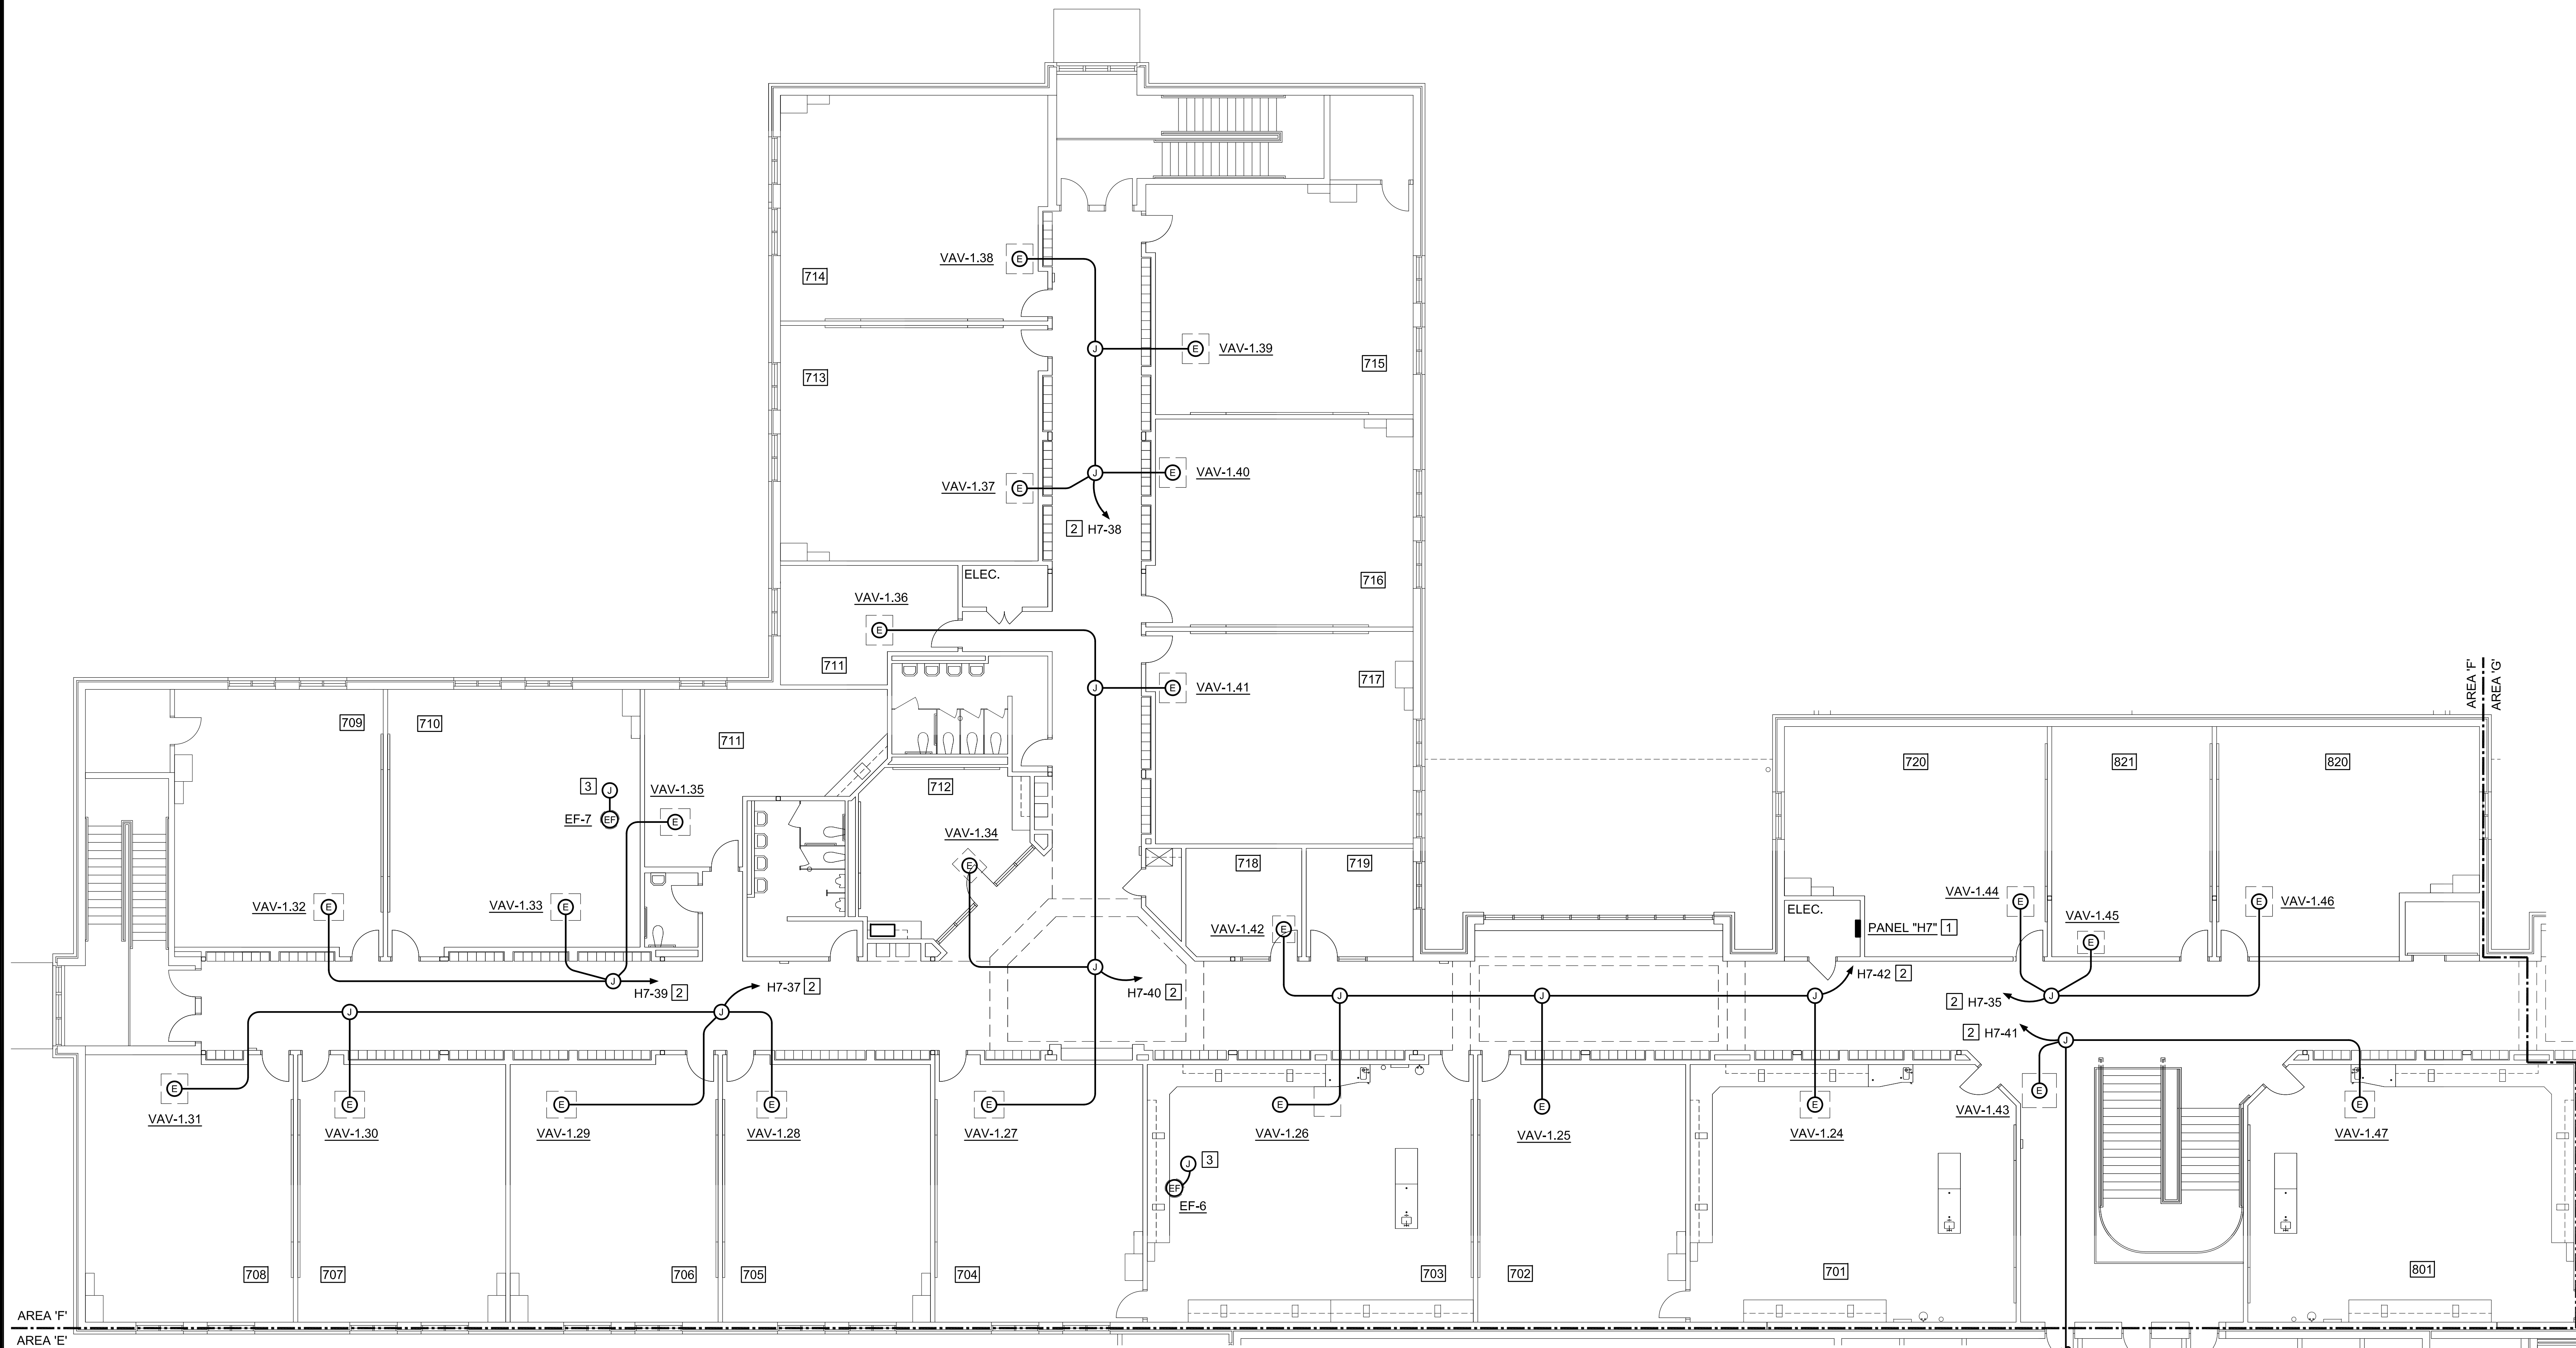 VAV-1.38
E
714
J
E
VAV-1.39
713
715
VAV-1.37
E
J
E
VAV-1.40
2 H7-38
ELEC.
716
VAV-1.36
E
711
J
E
VAV-1.41
717
AREA 'F'
AREA 'G'
709
710
711
720
821
820
3
J
EF-7
EF
VAV-1.35
E
712
VAV-1.34
E
718
719
VAV-1.32
E
VAV-1.33
E
VAV-1.42
E
ELEC.
PANEL "H7" 1
VAV-1.44
E
VAV-1.45
E
E
VAV-1.46
J
H7-39 2
J
H7-37 2
J
J
H7-40 2
J
J
J
H7-42 2
2 H7-35
J
2 H7-41
J
E
VAV-1.31
E
VAV-1.30
E
VAV-1.29
E
VAV-1.28
E
VAV-1.27
E
VAV-1.26
E
VAV-1.25
E
VAV-1.24
E
VAV-1.43
E
VAV-1.47
J
3
EF
EF-6
708
707
706
705
704
703
702
701
801
AREA 'F'
AREA 'E'